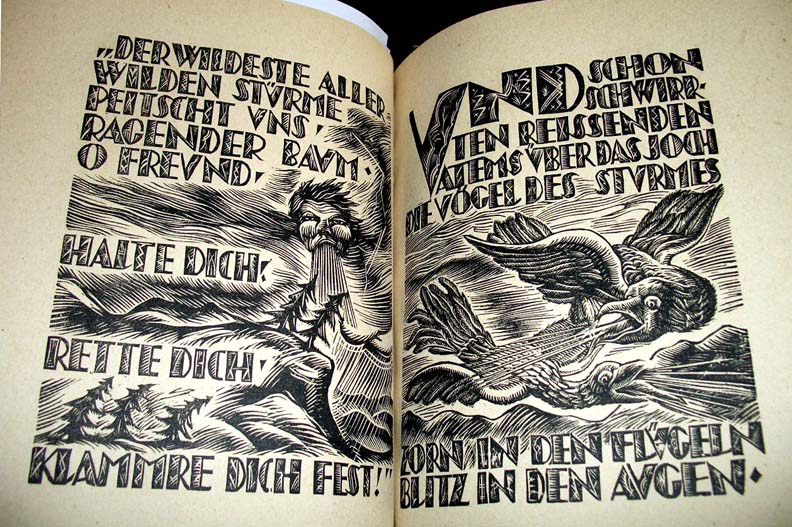 „DER WILDESTE ALLER
WILDEN STVRME
PEITSCHT VNS,
RAGENDER BAVM.
O FREVND,
HALTE DICH,
RETTE DICH,
KLAMMRE DICH FEST!"
VND SCHON
SCHWIRR-
TEN REISSENDEN
ATEMS ÜBER DAS JOCH
DIE VÖGEL DES STVRMES
ZORN IN DEN FLÜGELN
BLITZ IN DEN AVGEN.